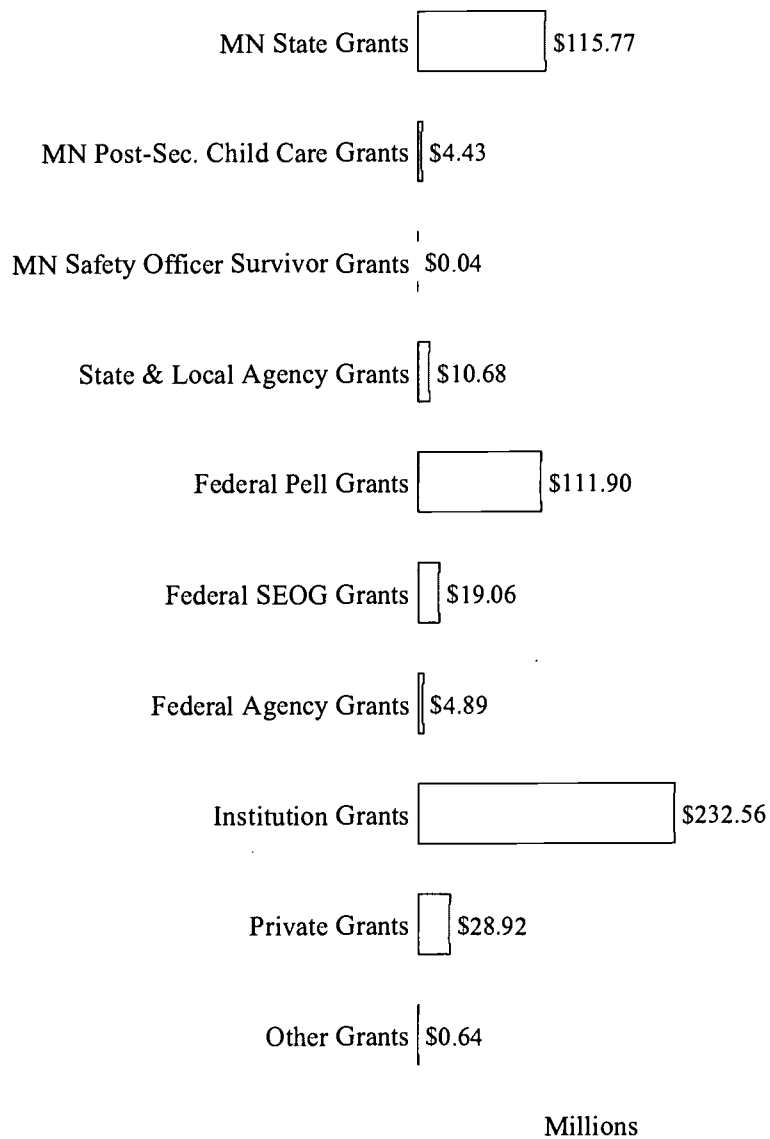 MN State Grants $115.77
MN Post-Sec. Child Care Grants $4.43
MN Safety Officer Survivor Grants $0.04
State & Local Agency Grants $10.68
Federal Pell Grants $111.90
Federal SEOG Grants $19.06
Federal Agency Grants $4.89
Institution Grants $232.56
Private Grants $28.92
Other Grants $0.64
Millions